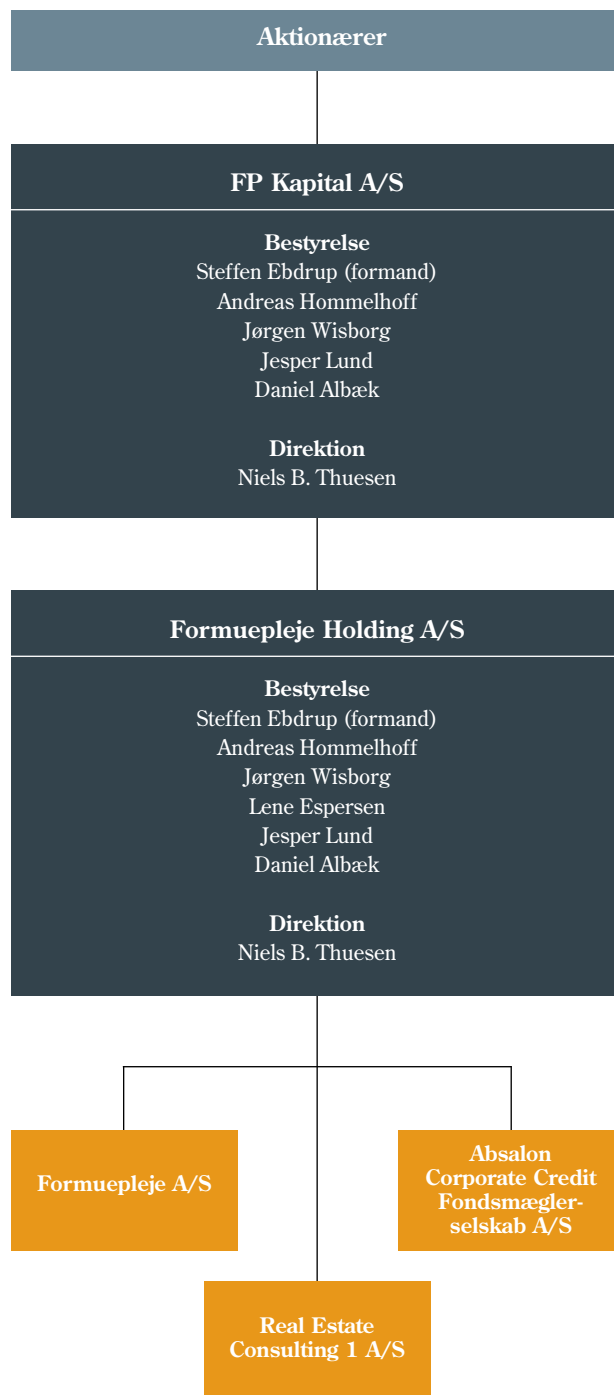 Aktionærer
FP Kapital A/S
Bestyrelse
Steffen Ebdrup (formand)
Andreas Hommelhoff
Jørgen Wisborg
Jesper Lund
Daniel Albæk
Direktion
Niels B. Thuesen
Formuepleje Holding A/S
Bestyrelse
Steffen Ebdrup (formand)
Andreas Hommelhoff
Jørgen Wisborg
Lene Espersen
Jesper Lund
Daniel Albæk
Direktion
Niels B. Thuesen
Formuepleje A/S
Absalon
Corporate Credit
Fondsmægler-
selskab A/S
Real Estate
Consulting 1 A/S